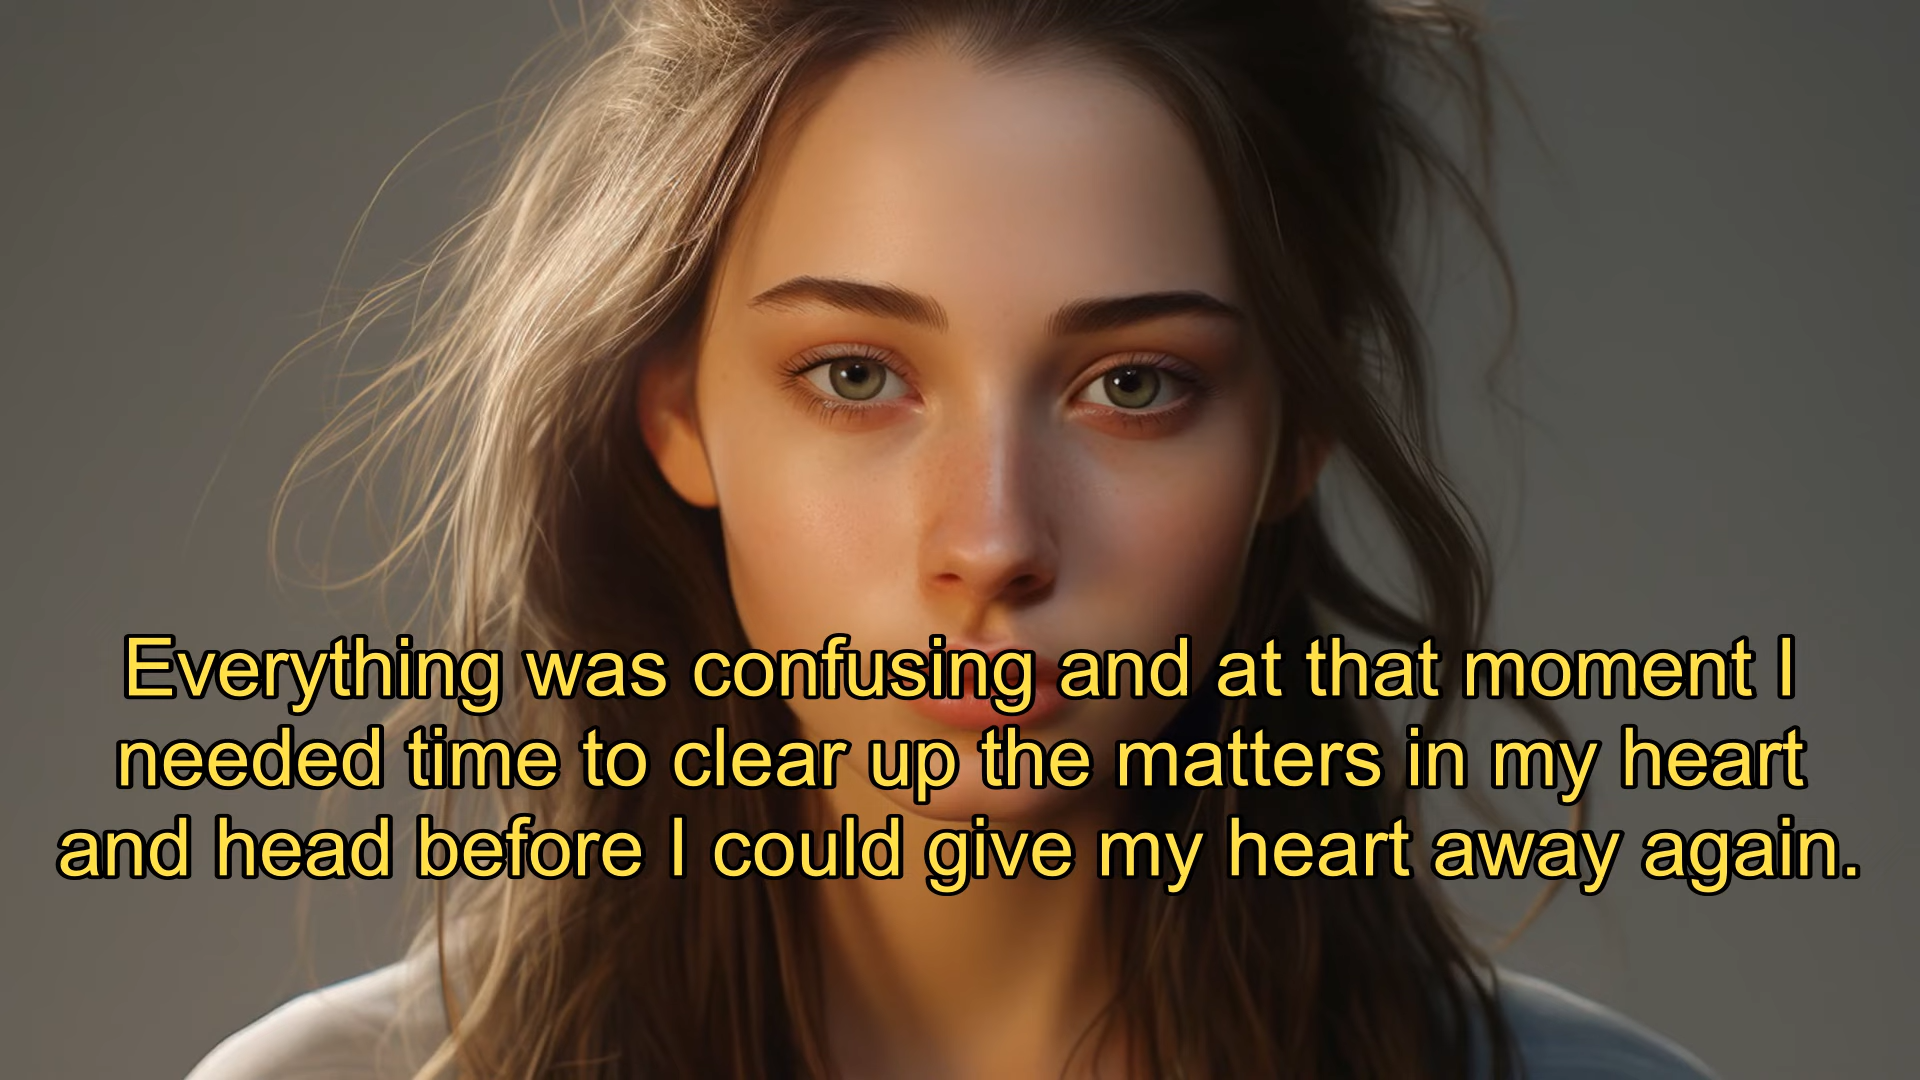 Everything was confusing and at that moment I
needed time to clear up the matters in my heart
and head before I could give my heart away again.